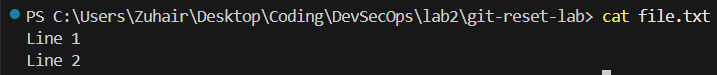 PS C:\Users\Zuhair\Desktop\Coding\DevSecOps\lab2\git-reset-lab> cat file.txt
Line 1
Line 2